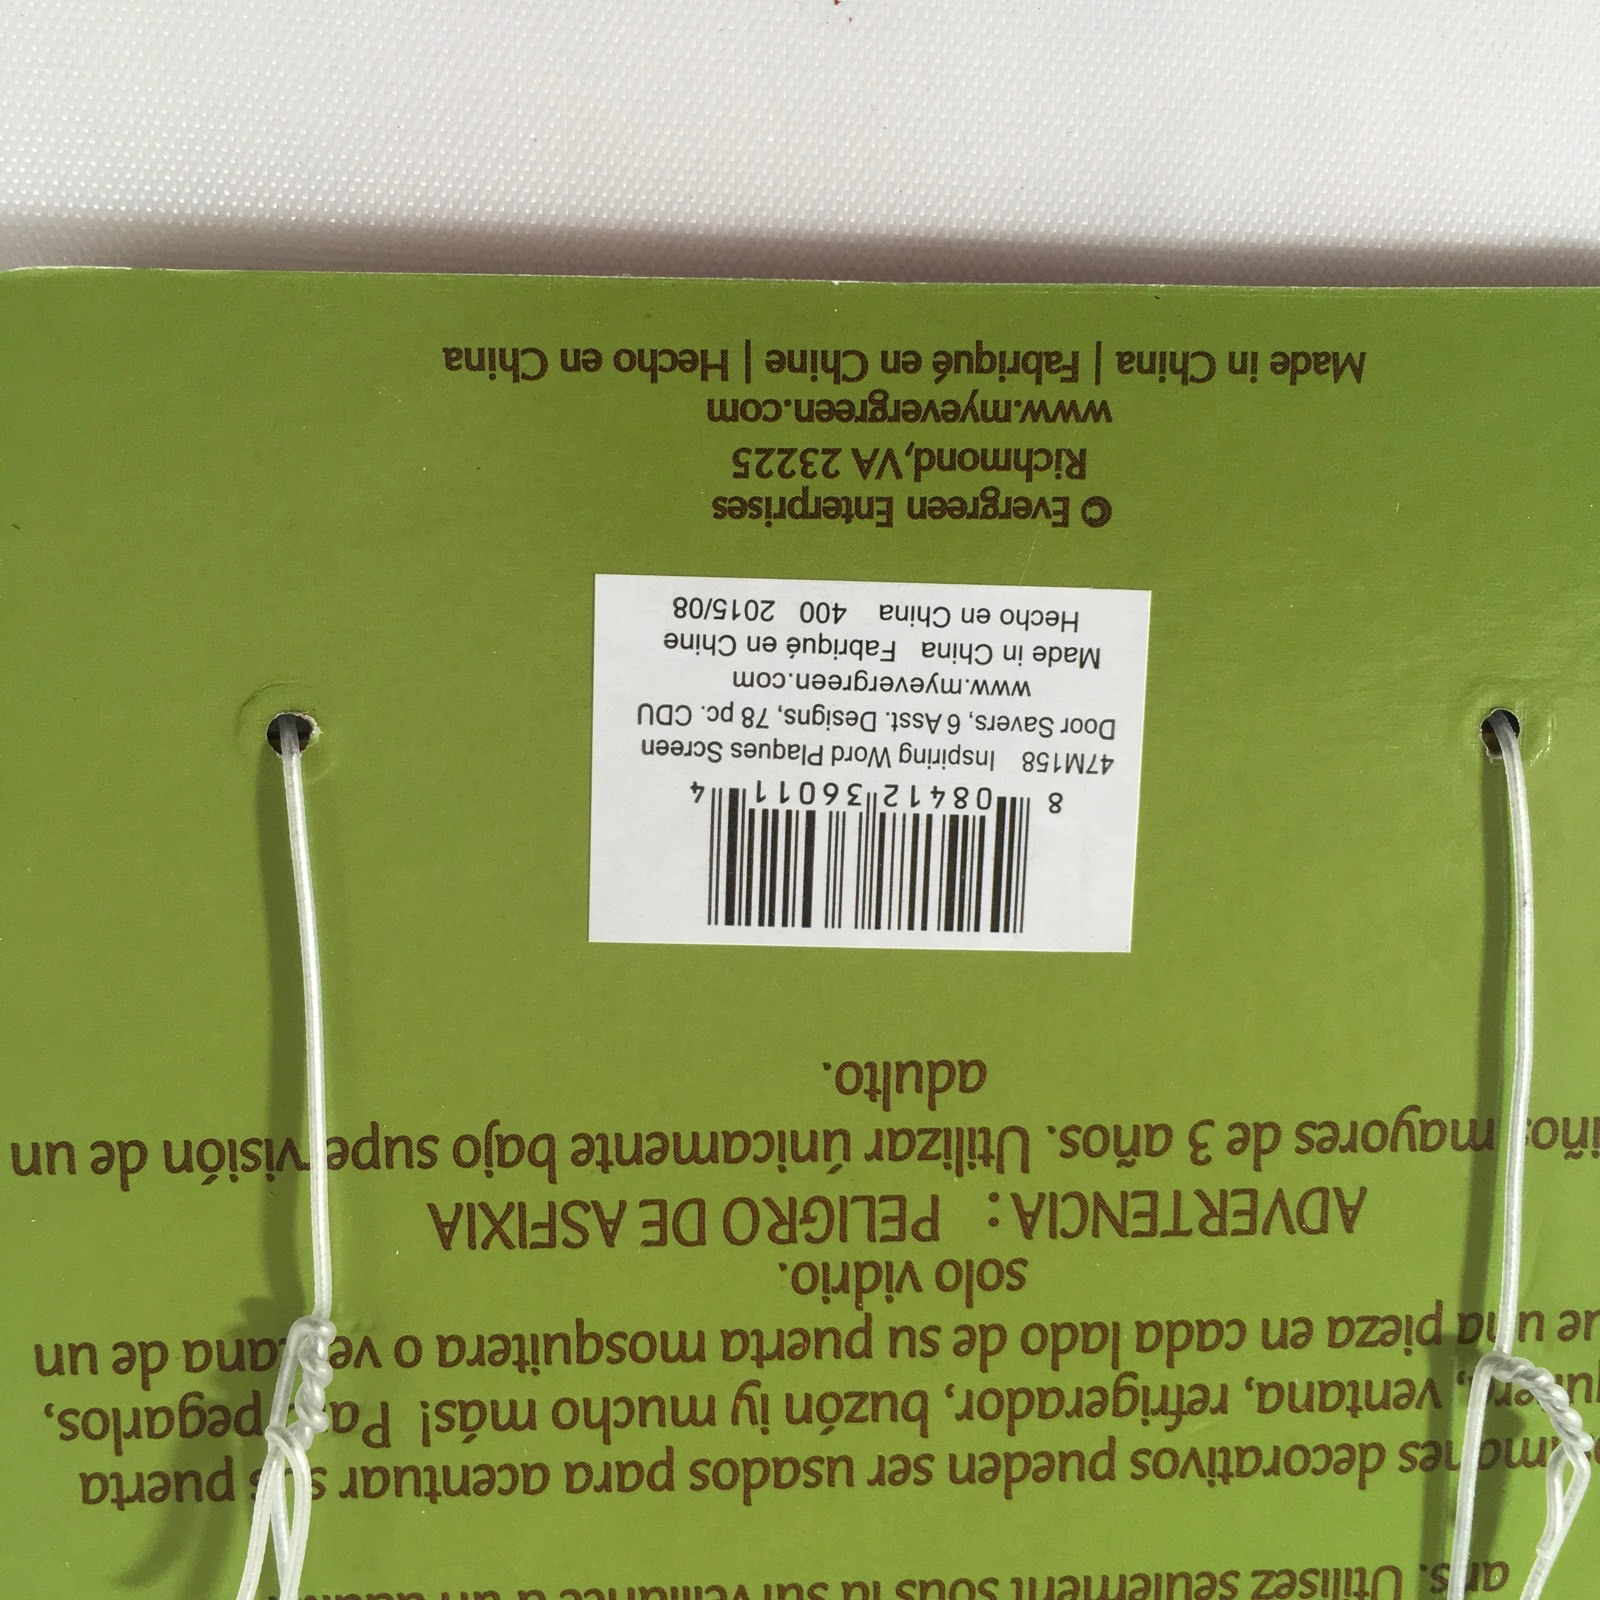 ans. Utilisez seulement sous la surveillance d'un
decorativos pueden ser usados para acentuar puerta
ventana, refrigerador, buzón ¡y mucho más! pegarlos,
pieza en cada lado de su puerta mosquitera o de un
solo vidrio.
ADVERTENCIA: PELIGRO DE ASFIXIA
mayores de 3 años. Utilizar únicamente bajo supervisión de un
adulto.
8 08412 36011 4
47M158 Inspiring Word Plaques Screen
Door Savers, 6 Asst. Designs, 78 pc. CDU
www.myevergreen.com
Made in China Fabriqué en Chine
Hecho en China 400 2015/08
© Evergreen Enterprises
Richmond, VA 23225
www.myevergreen.com
Made in China | Fabriqué en Chine | Hecho en China